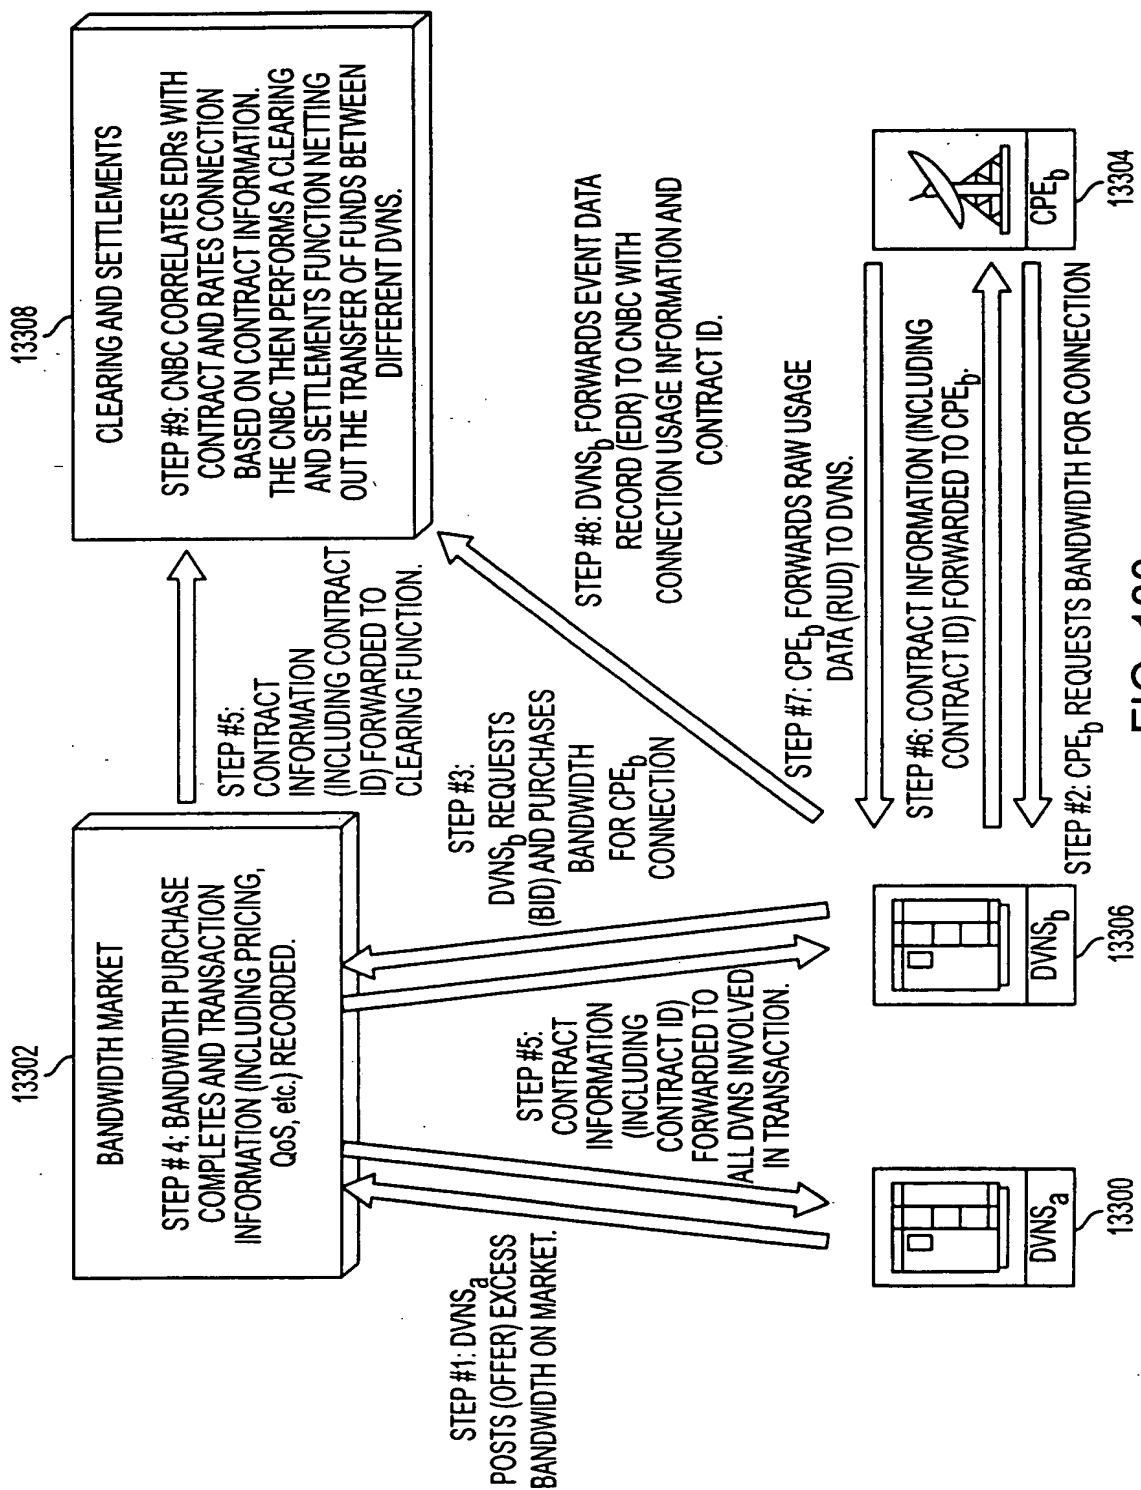 13302
BANDWIDTH MARKET
STEP # 4: BANDWIDTH PURCHASE
COMPLETES AND TRANSACTION
INFORMATION (INCLUDING PRICING,
QoS, etc.) RECORDED.
13308
CLEARING AND SETTLEMENTS
STEP #9: CNBC CORRELATES EDRs WITH
CONTRACT AND RATES CONNECTION
BASED ON CONTRACT INFORMATION.
THE CNBC THEN PERFORMS A CLEARING
AND SETTLEMENTS FUNCTION NETTING
OUT THE TRANSFER OF FUNDS BETWEEN
DIFFERENT DVNS.
STEP #5:
CONTRACT
INFORMATION
(INCLUDING CONTRACT
ID) FORWARDED TO
CLEARING FUNCTION.
STEP #1: DVNSa
POSTS (OFFER) EXCESS
BANDWIDTH ON MARKET.
STEP #5:
CONTRACT
INFORMATION
(INCLUDING
CONTRACT ID)
FORWARDED TO
ALL DVNS INVOLVED
IN TRANSACTION.
STEP #3:
DVNSb REQUESTS
(BID) AND PURCHASES
BANDWIDTH
FOR CPEb
CONNECTION
STEP #8: DVNSb FORWARDS EVENT DATA
RECORD (EDR) TO CNBC WITH
CONNECTION USAGE INFORMATION AND
CONTRACT ID.
STEP #7: CPEb FORWARDS RAW USAGE
DATA (RUD) TO DVNS.
STEP #6: CONTRACT INFORMATION (INCLUDING
CONTRACT ID) FORWARDED TO CPEb.
STEP #2: CPEb REQUESTS BANDWIDTH FOR CONNECTION
DVNSa
13300
DVNSb
13306
CPEb
13304